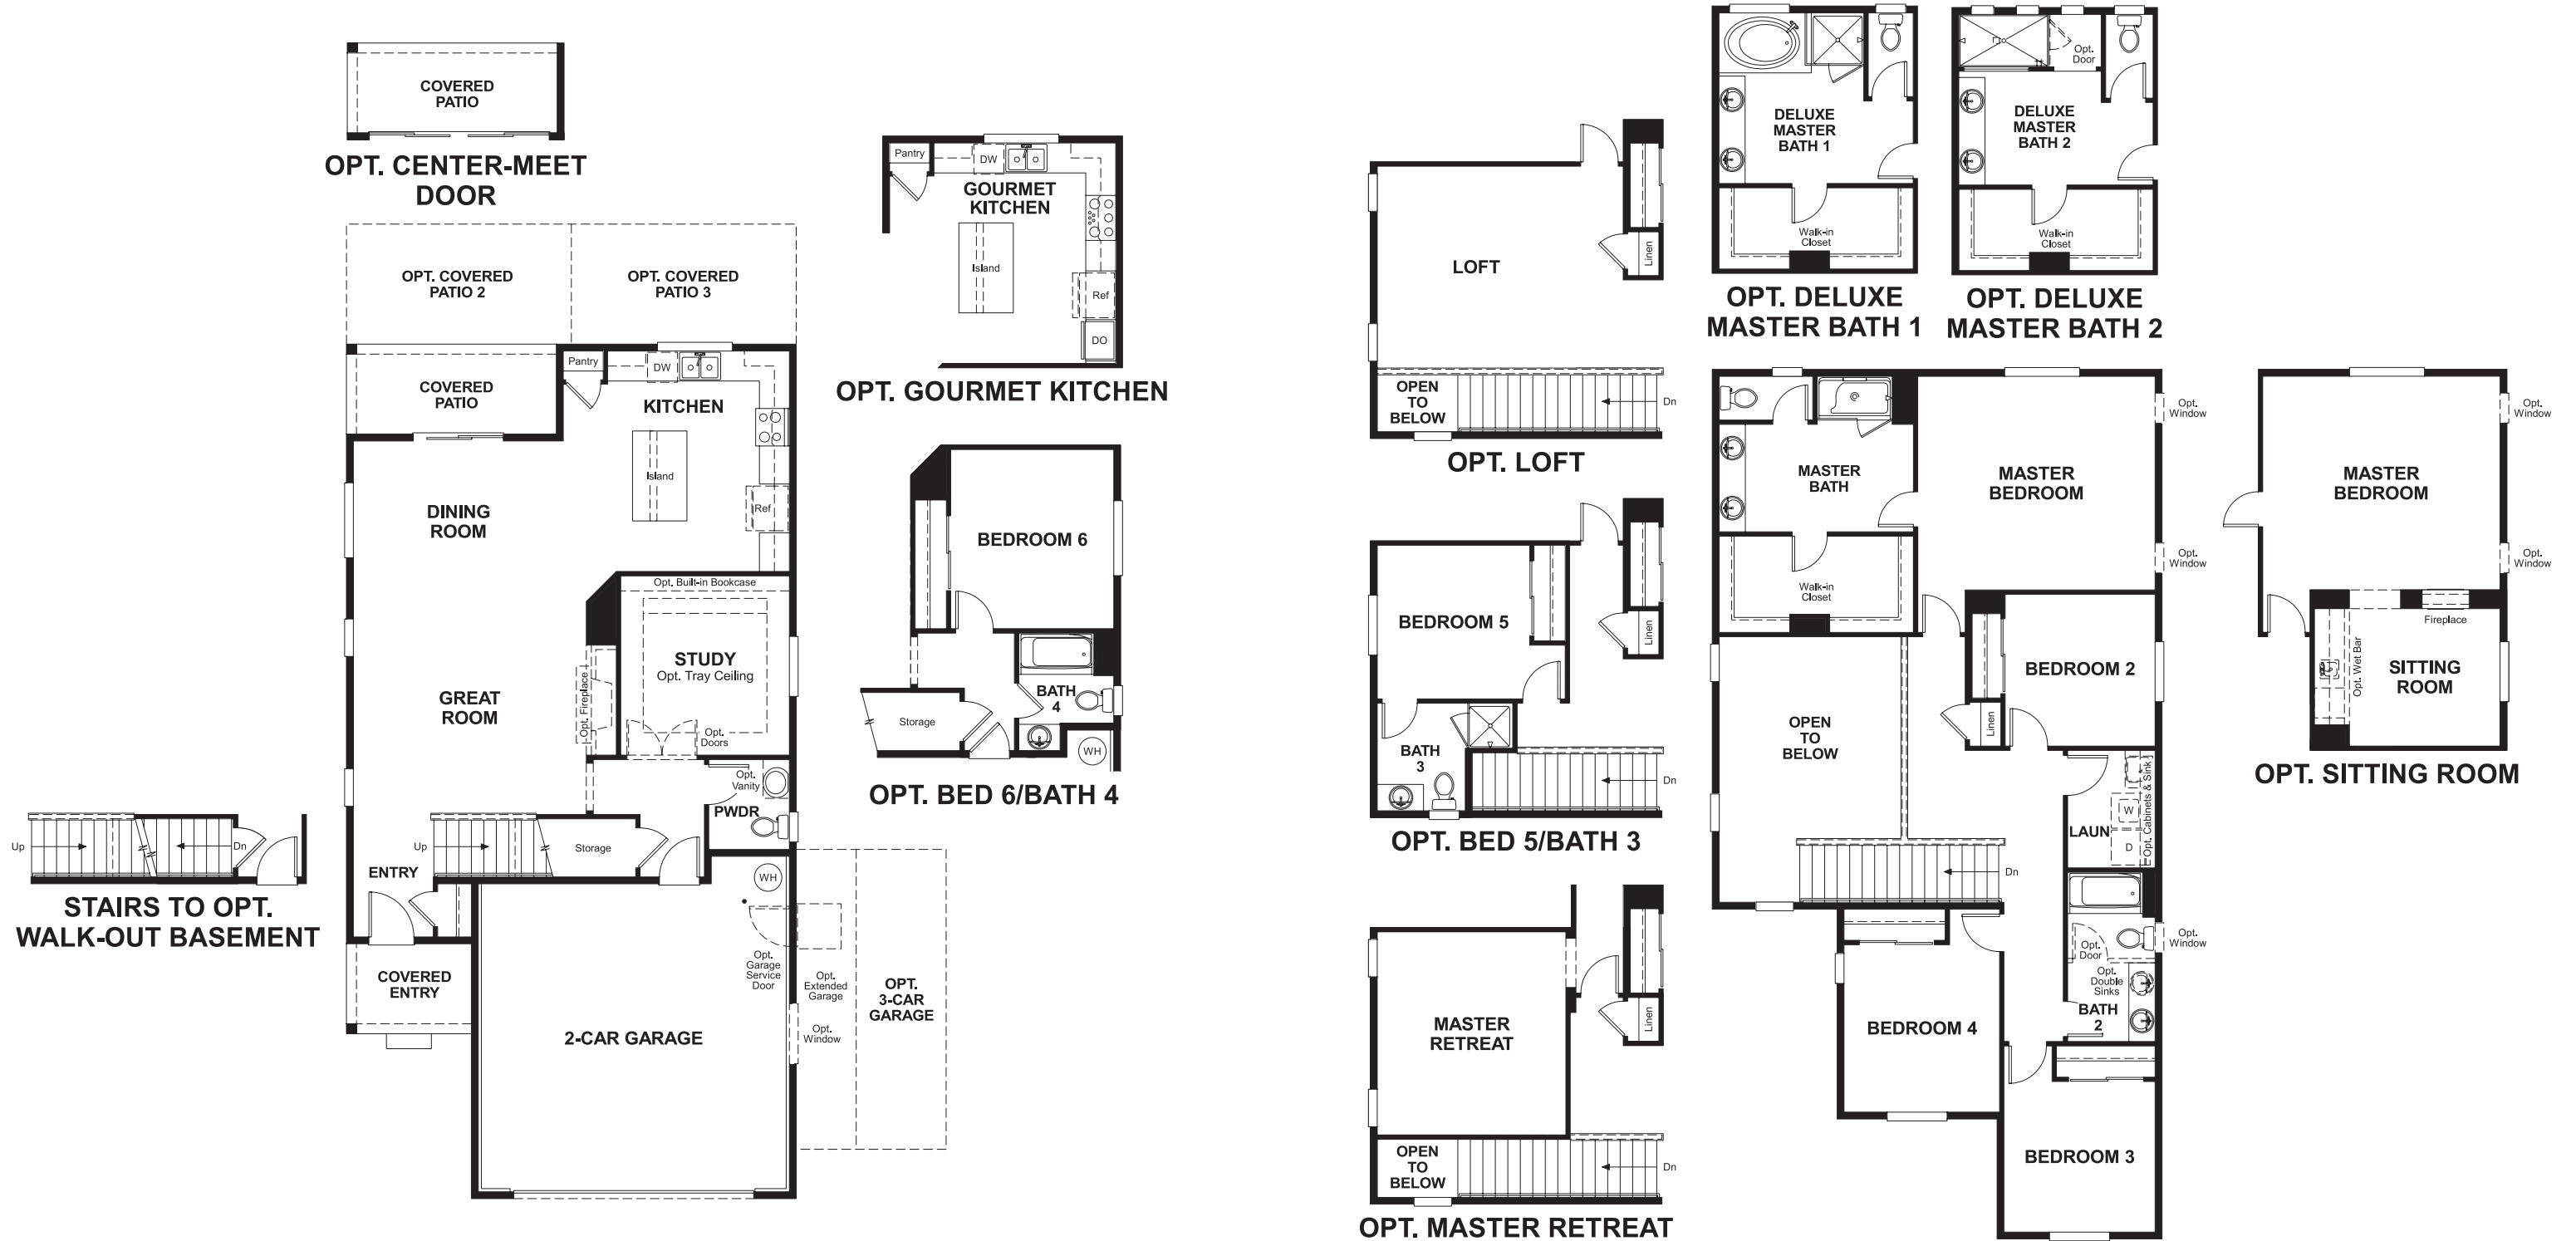 COVERED
PATIO
OPT. CENTER-MEET
DOOR
OPT. COVERED
PATIO 2
OPT. COVERED
PATIO 3
COVERED
PATIO
Pantry
DW
KITCHEN
Island
Ref
DINING
ROOM
Opt. Built-in Bookcase
STUDY
Opt. Tray Ceiling
GREAT
ROOM
Opt. Fireplace
Opt.
Doors
Opt.
Vanity
PWDR
Up
Storage
ENTRY
WH
COVERED
ENTRY
Opt.
Garage
Service
Door
Opt.
Extended
Garage
Opt.
Window
OPT.
3-CAR
GARAGE
2-CAR GARAGE
Up
Dn
STAIRS TO OPT.
WALK-OUT BASEMENT
Pantry
DW
GOURMET
KITCHEN
Island
Ref
DO
OPT. GOURMET KITCHEN
BEDROOM 6
BATH
4
Storage
WH
OPT. BED 6/BATH 4
LOFT
Linen
OPEN
TO
BELOW
Dn
OPT. LOFT
BEDROOM 5
Linen
BATH
3
Dn
OPT. BED 5/BATH 3
MASTER
RETREAT
Linen
OPEN
TO
BELOW
Dn
OPT. MASTER RETREAT
DELUXE
MASTER
BATH 1
Walk-in
Closet
OPT. DELUXE
MASTER BATH 1
Opt.
Door
DELUXE
MASTER
BATH 2
Walk-in
Closet
OPT. DELUXE
MASTER BATH 2
MASTER
BATH
MASTER
BEDROOM
Opt.
Window
Opt.
Window
Walk-in
Closet
BEDROOM 2
Linen
OPEN
TO
BELOW
LAUN
W
D
Opt. Cabinets & Sink
Dn
Opt.
Door
Opt.
Window
Opt.
Double
Sinks
BATH
2
BEDROOM 4
BEDROOM 3
MASTER
BEDROOM
Opt.
Window
Opt.
Window
Fireplace
Opt. Wet Bar
SITTING
ROOM
OPT. SITTING ROOM